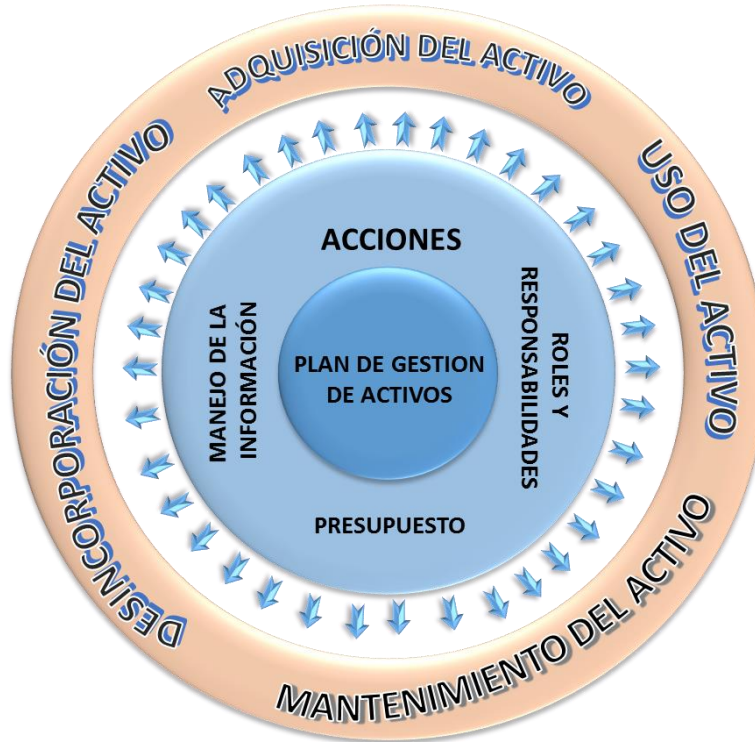 ADQUISICIÓN DEL ACTIVO
USO DEL ACTIVO
MANTENIMIENTO DEL ACTIVO
DESINCORPORACIÓN DEL ACTIVO
ACCIONES
ROLES Y
RESPONSABILIDADES
PRESUPUESTO
MANEJO DE LA
INFORMACIÓN
PLAN DE GESTION
DE ACTIVOS